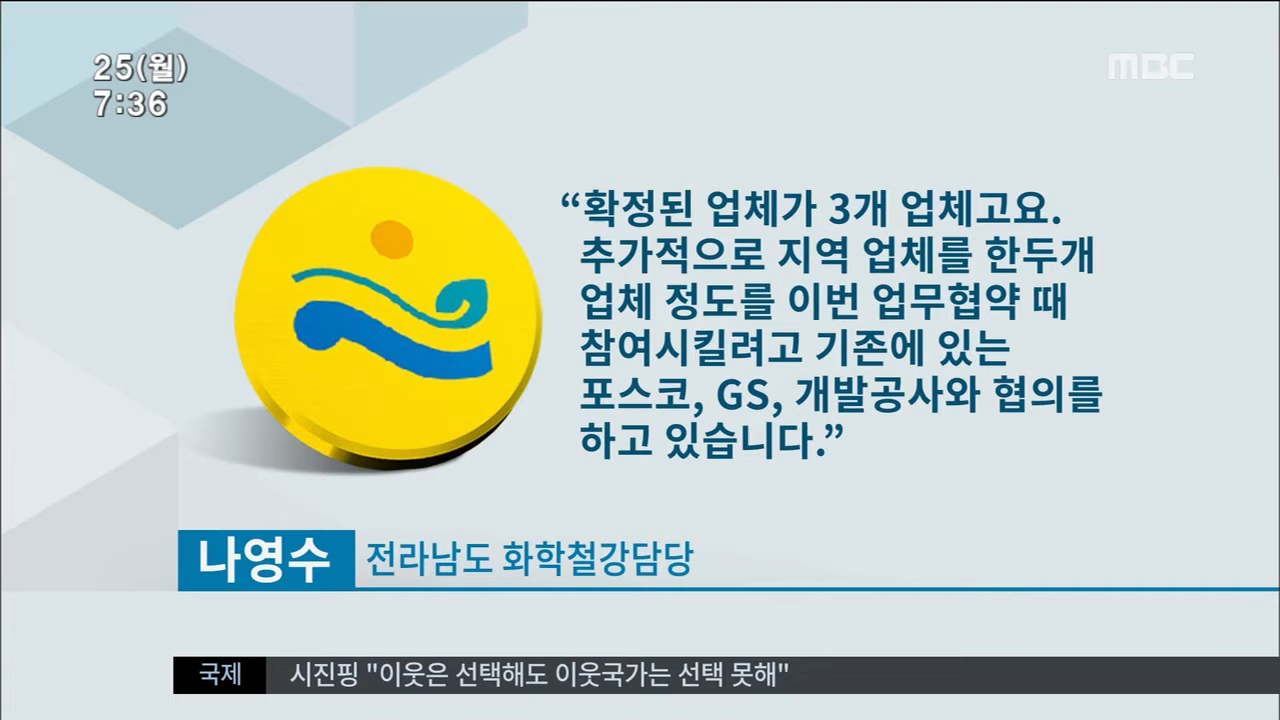 25(월)
7:36
MBC
“확정된 업체가 3개 업체고요.
추가적으로 지역 업체를 한두개
업체 정도를 이번 업무협약 때
참여시킬려고 기존에 있는
포스코, GS, 개발공사와 협의를
하고 있습니다.”
나영수 전라남도 화학철강담당
국제 시진핑 "이웃은 선택해도 이웃국가는 선택 못해"